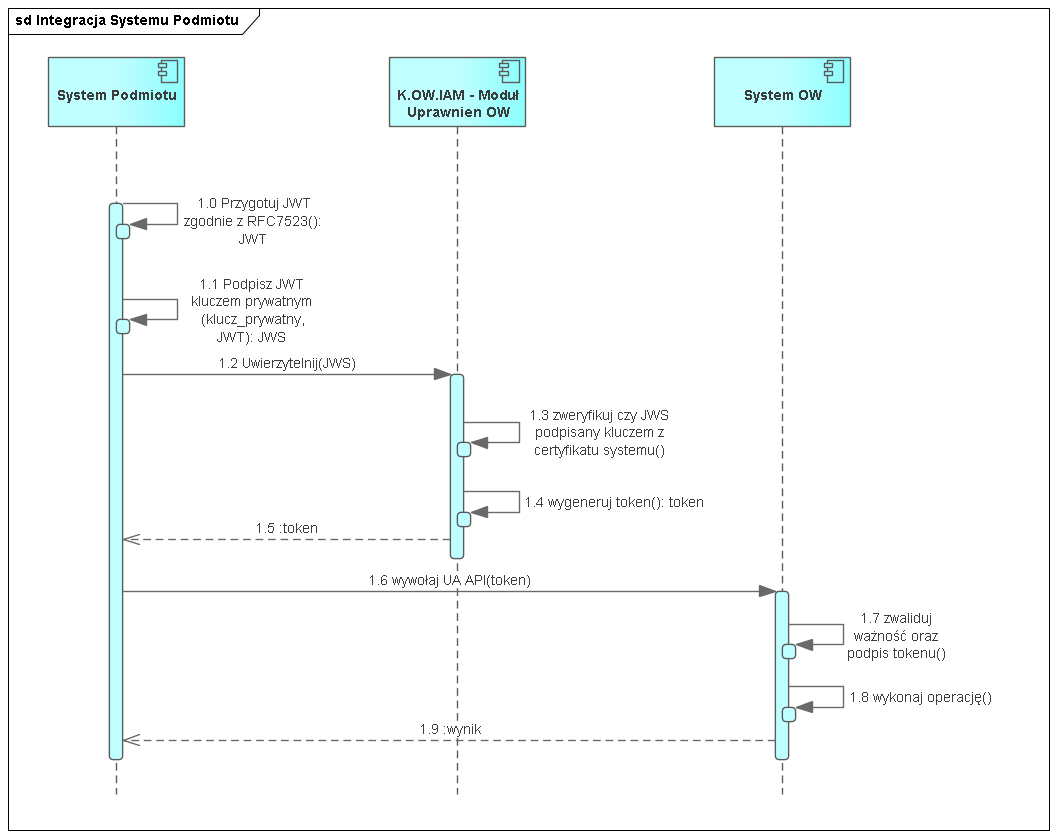 sd Integracja Systemu Podmiotu
System Podmiotu
K.OW.IAM - Moduł
Uprawnien OW
System OW
1.0 Przygotuj JWT
zgodnie z RFC7523():
JWT
1.1 Podpisz JWT
kluczem prywatnym
(klucz_prywatny,
JWT): JWS
1.2 Uwierzytelnij(JWS)
1.3 zweryfikuj czy JWS
podpisany kluczem z
certyfikatu systemu()
1.4 wygeneruj token(): token
1.5 :token
1.6 wywołaj UA API(token)
1.7 zwaliduj
ważność oraz
podpis tokenu()
1.8 wykonaj operację()
1.9 :wynik